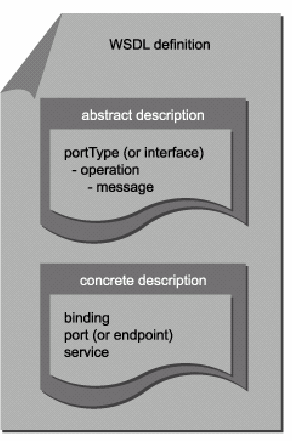 WSDL definition
abstract description
portType (or interface)
- operation
- message
concrete description
binding
port (or endpoint)
service